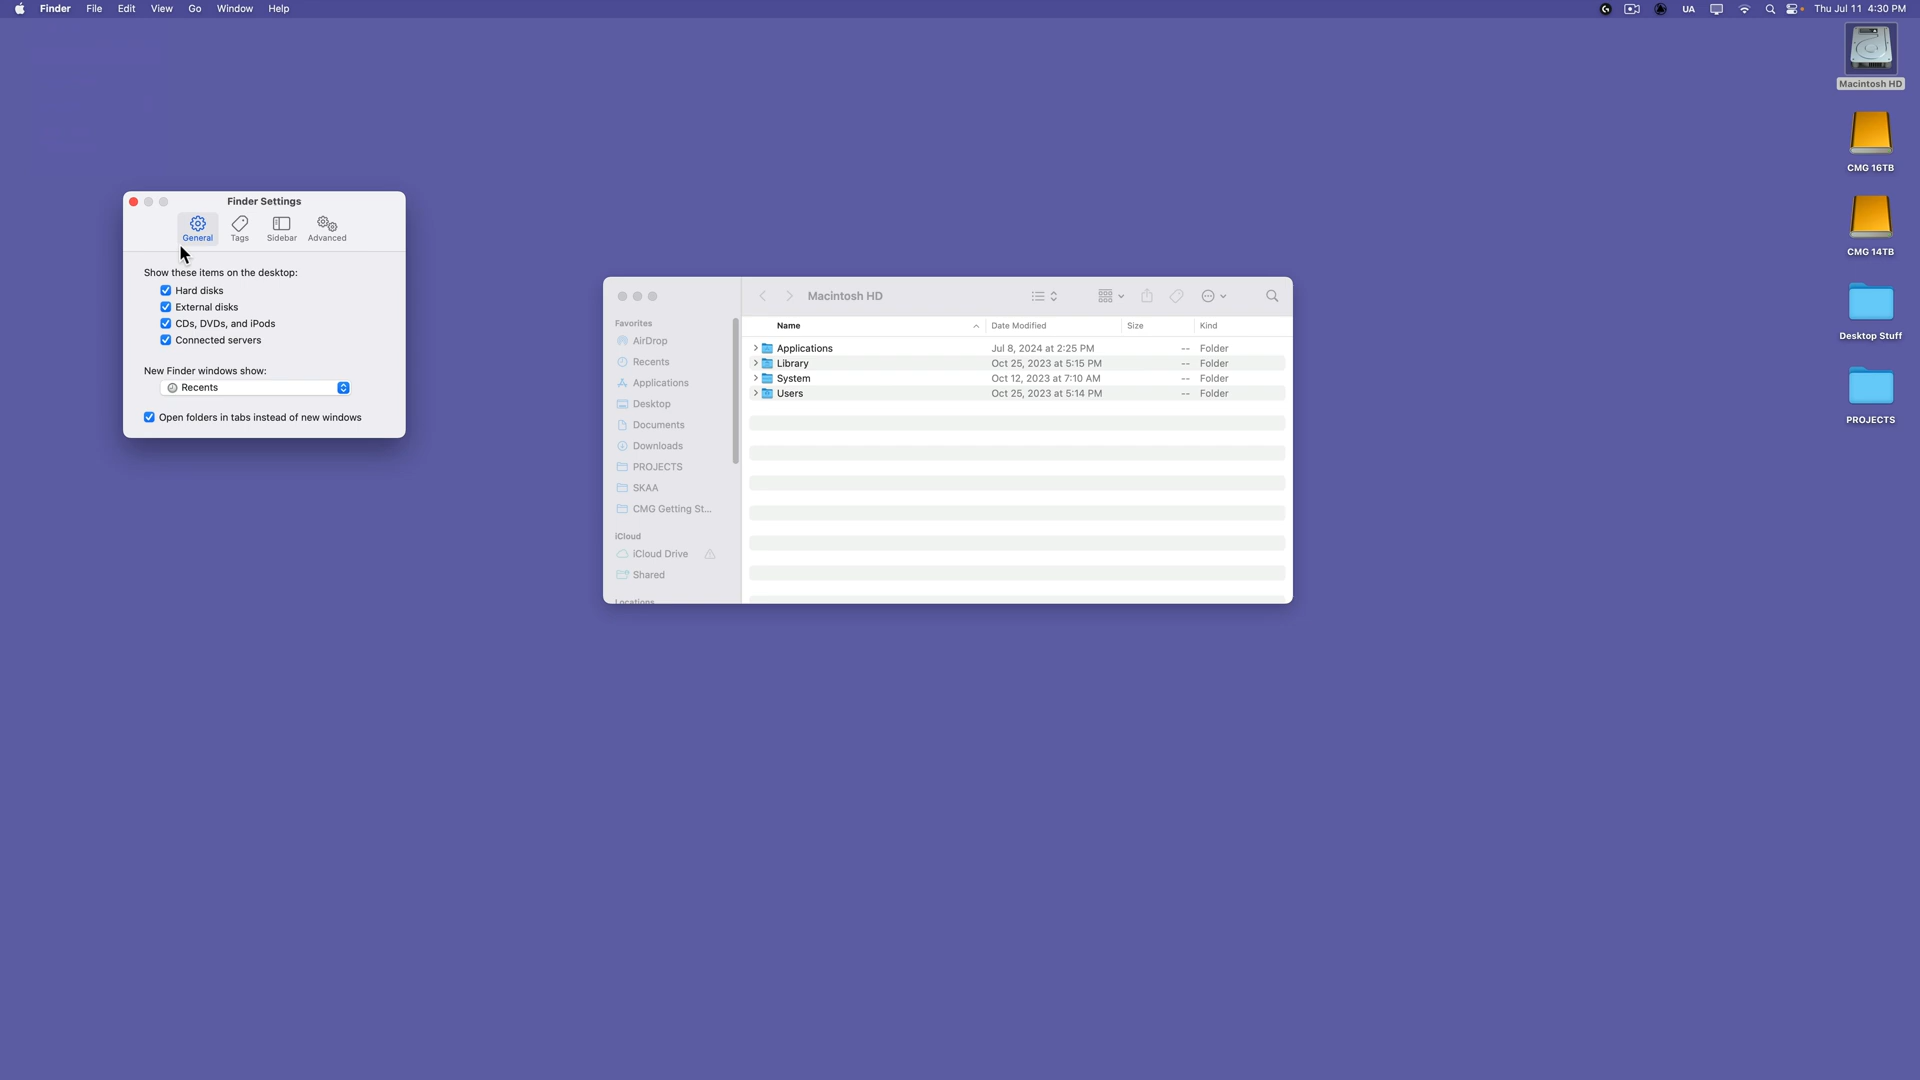 Finder File Edit View Go Window Help
UA
Thu Jul 11 4:30 PM
Macintosh HD
CMG 16TB
CMG 14TB
Desktop Stuff
PROJECTS
Finder Settings
General Tags Sidebar Advanced
Show these items on the desktop:
Hard disks
External disks
CDs, DVDs, and iPods
Connected servers
New Finder windows show:
Recents
Open folders in tabs instead of new windows
Macintosh HD
Favorites
AirDrop
Recents
Applications
Desktop
Documents
Downloads
PROJECTS
SKAA
CMG Getting St...
iCloud
iCloud Drive
Shared
Locations
Name Date Modified Size Kind
Applications Jul 8, 2024 at 2:25 PM -- Folder
Library Oct 25, 2023 at 5:15 PM -- Folder
System Oct 12, 2023 at 7:10 AM -- Folder
Users Oct 25, 2023 at 5:14 PM -- Folder